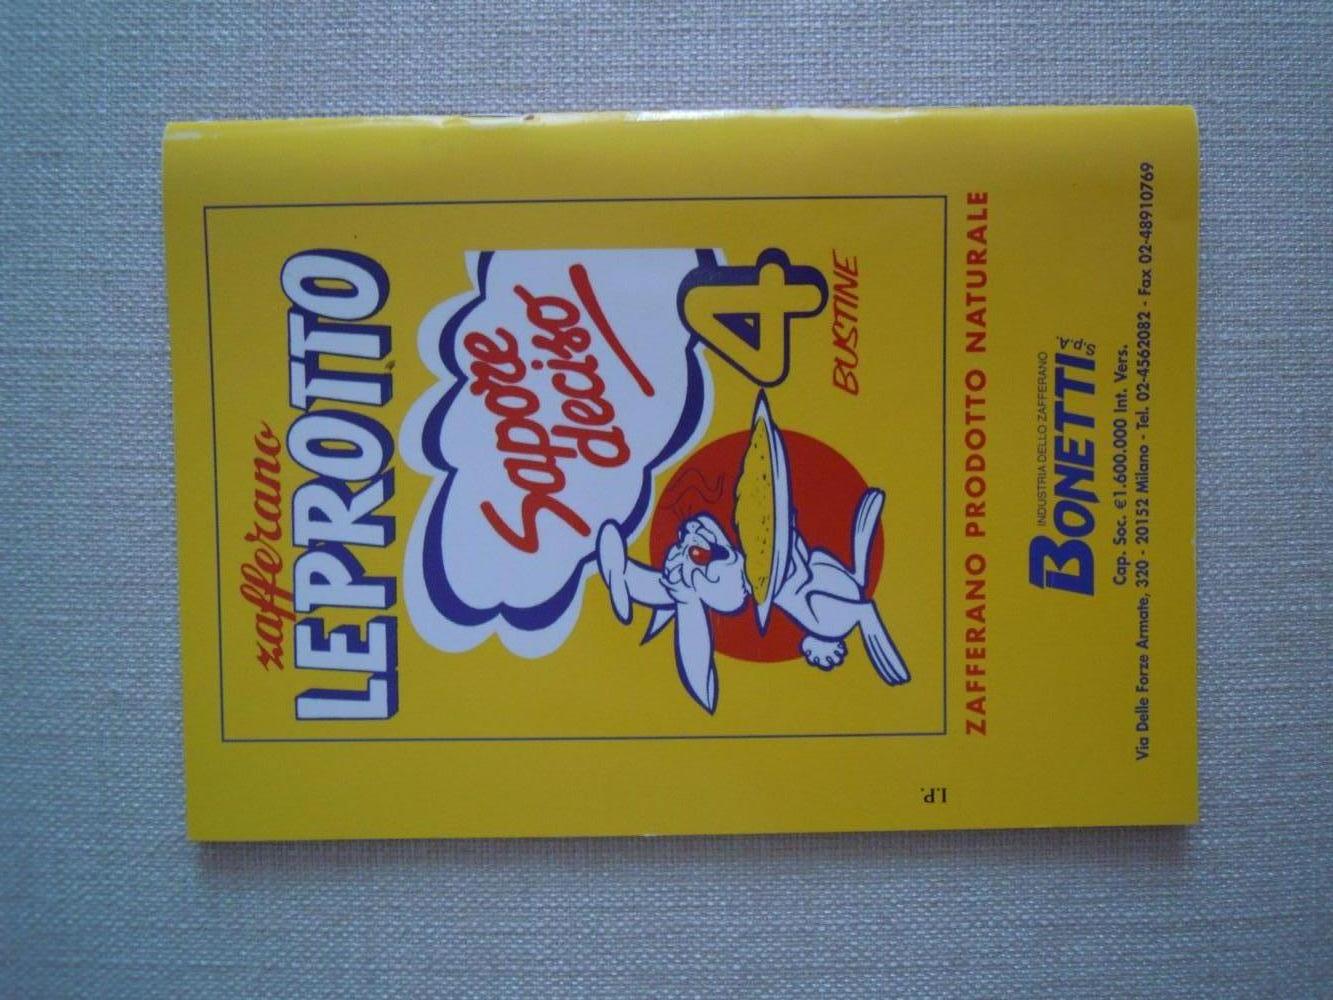 zafferano
LEPROTTO
Sapore
deciso
4
BUSTINE
ZAFFERANO PRODOTTO NATURALE
INDUSTRIA DELLO ZAFFERANO
BONETTI S.p.A.
Cap. Soc. € 1.600.000 Int. Vers.
Via Delle Forze Armate, 320 - 20152 Milano - Tel. 02-4562082 - Fax 02-48910769
I.P.